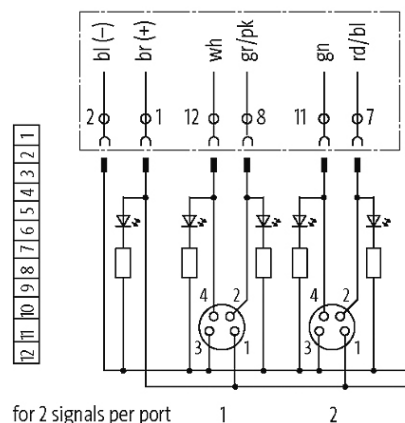 bl (–) br (+) wh gr/pk gn rd/bl
2 1 12 8 11 7
1 2 3 4 5 6 7 8 9 10 11 12
4 2 4 2
3 1 3 1
for 2 signals per port 1 2